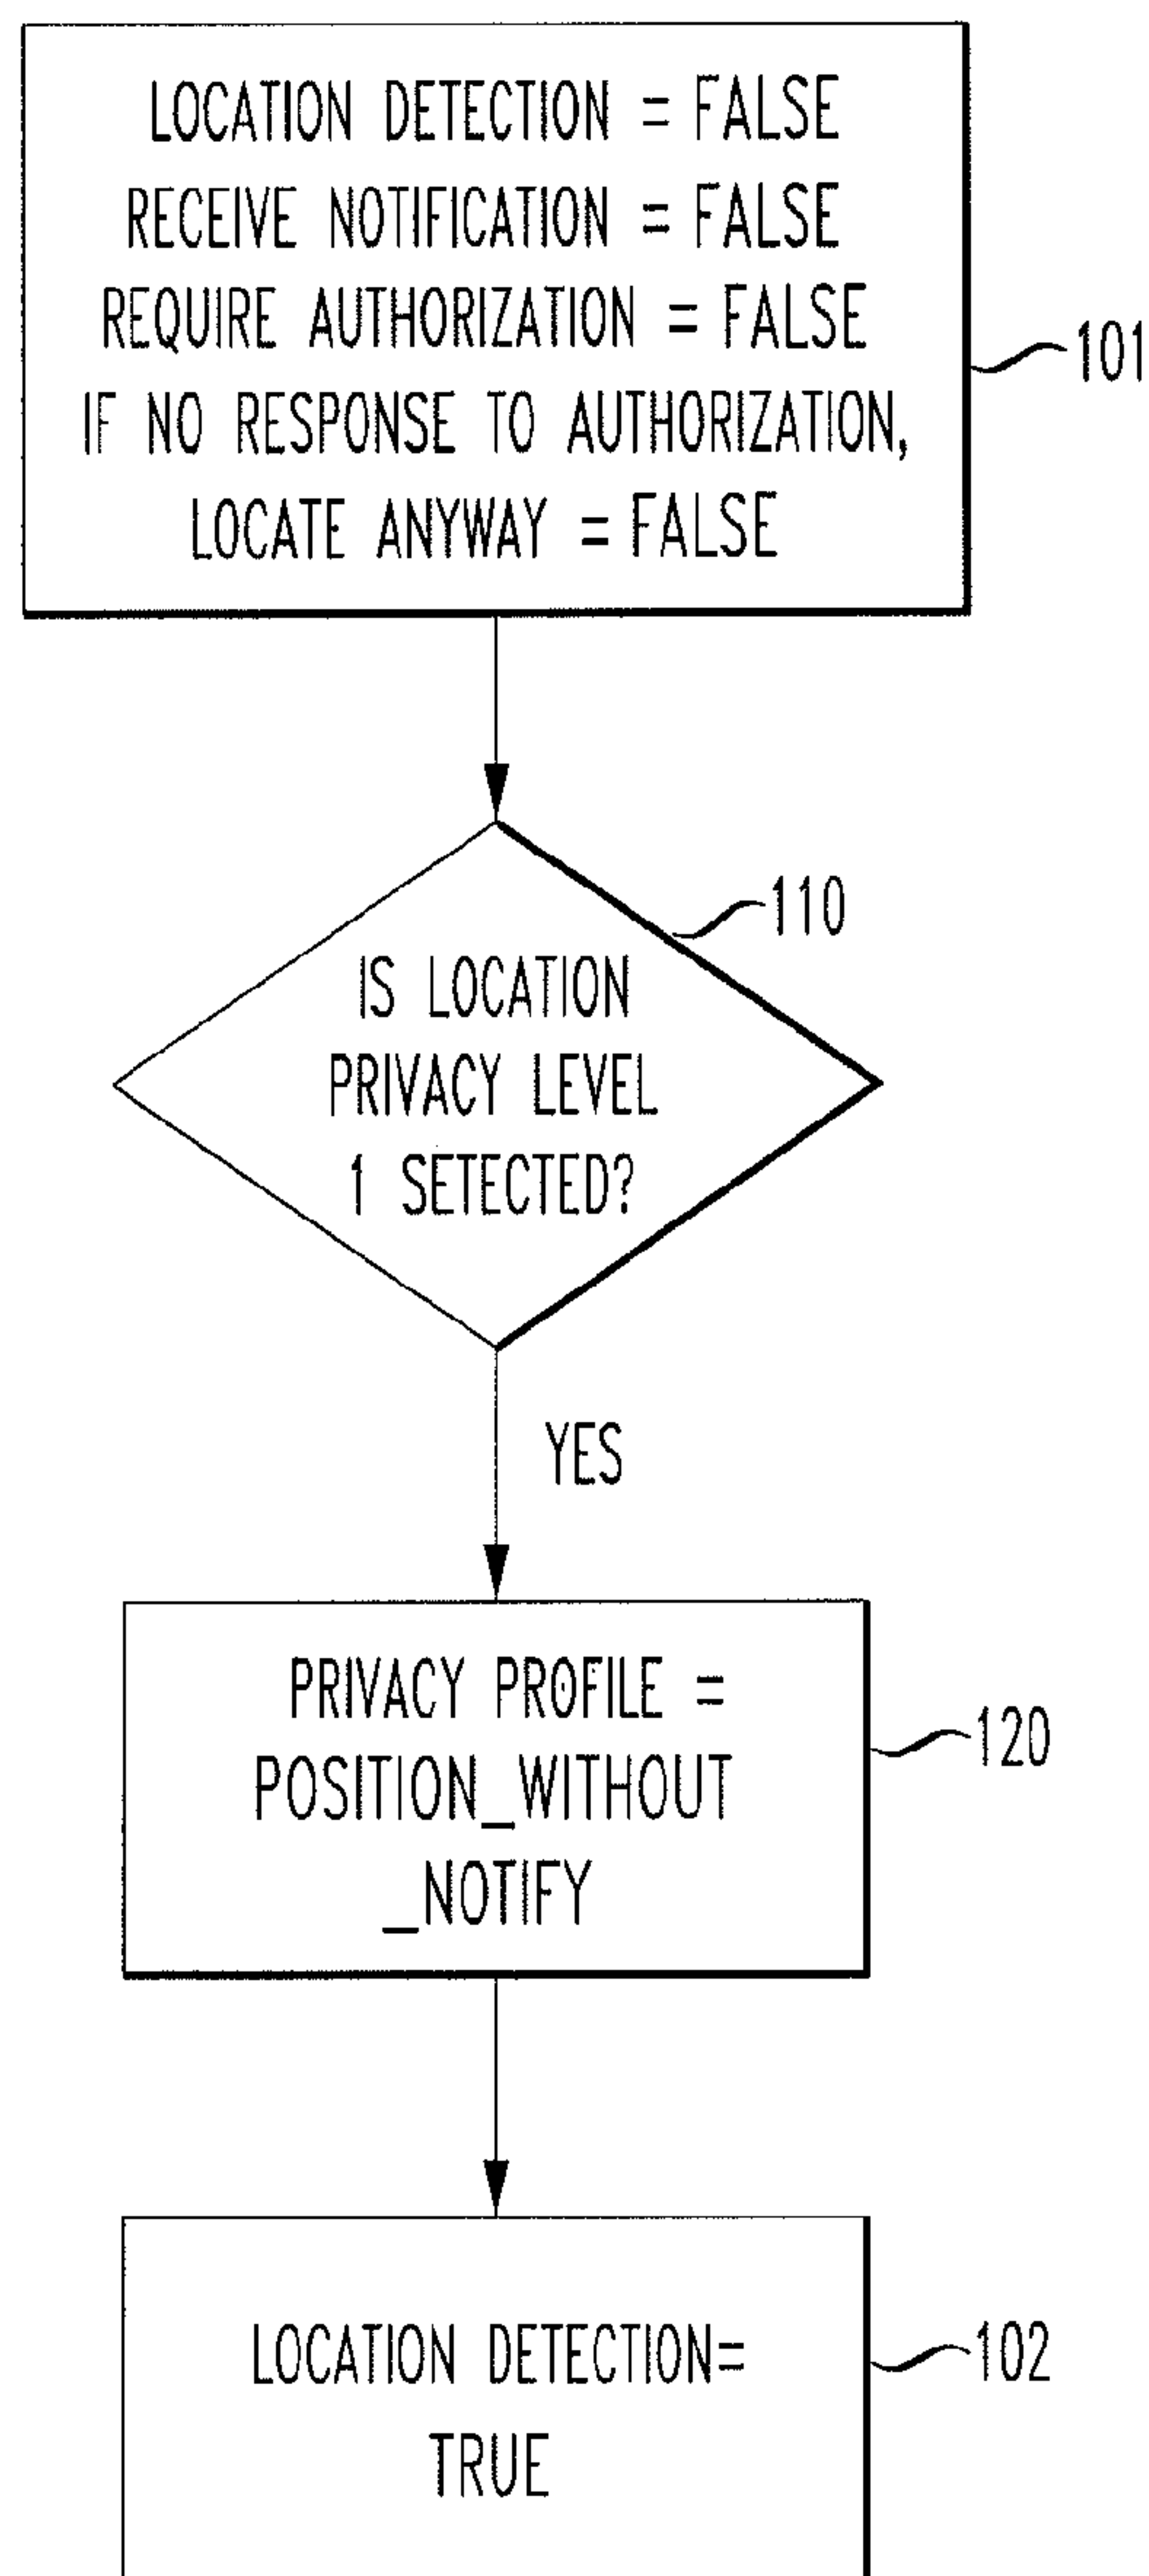 LOCATION DETECTION = FALSE
RECEIVE NOTIFICATION = FALSE
REQUIRE AUTHORIZATION = FALSE
IF NO RESPONSE TO AUTHORIZATION,
LOCATE ANYWAY = FALSE
101
110
IS LOCATION
PRIVACY LEVEL
1 SETECTED?
YES
PRIVACY PROFILE =
POSITION_WITHOUT
_NOTIFY
120
LOCATION DETECTION=
TRUE
102